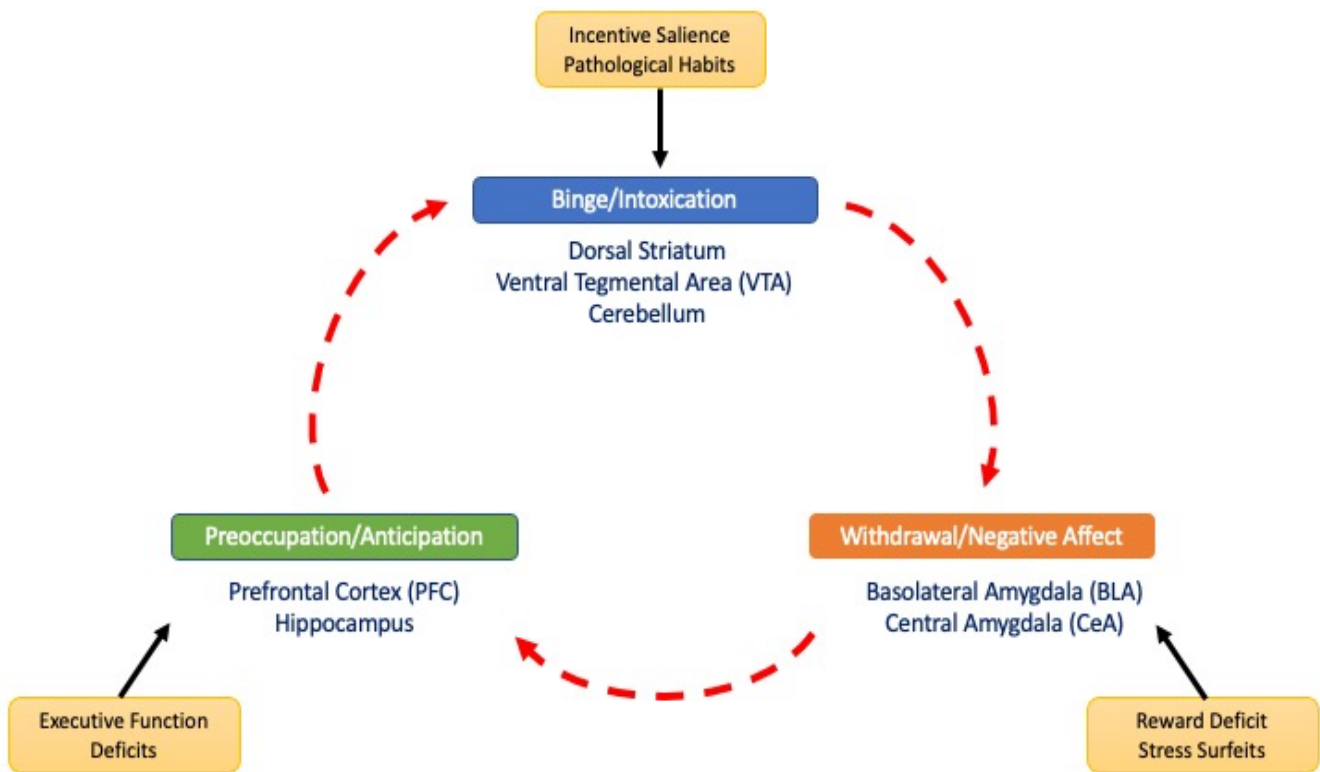 Incentive Salience
Pathological Habits
Binge/Intoxication
Dorsal Striatum
Ventral Tegmental Area (VTA)
Cerebellum
Preoccupation/Anticipation
Prefrontal Cortex (PFC)
Hippocampus
Withdrawal/Negative Affect
Basolateral Amygdala (BLA)
Central Amygdala (CeA)
Executive Function
Deficits
Reward Deficit
Stress Surfeits